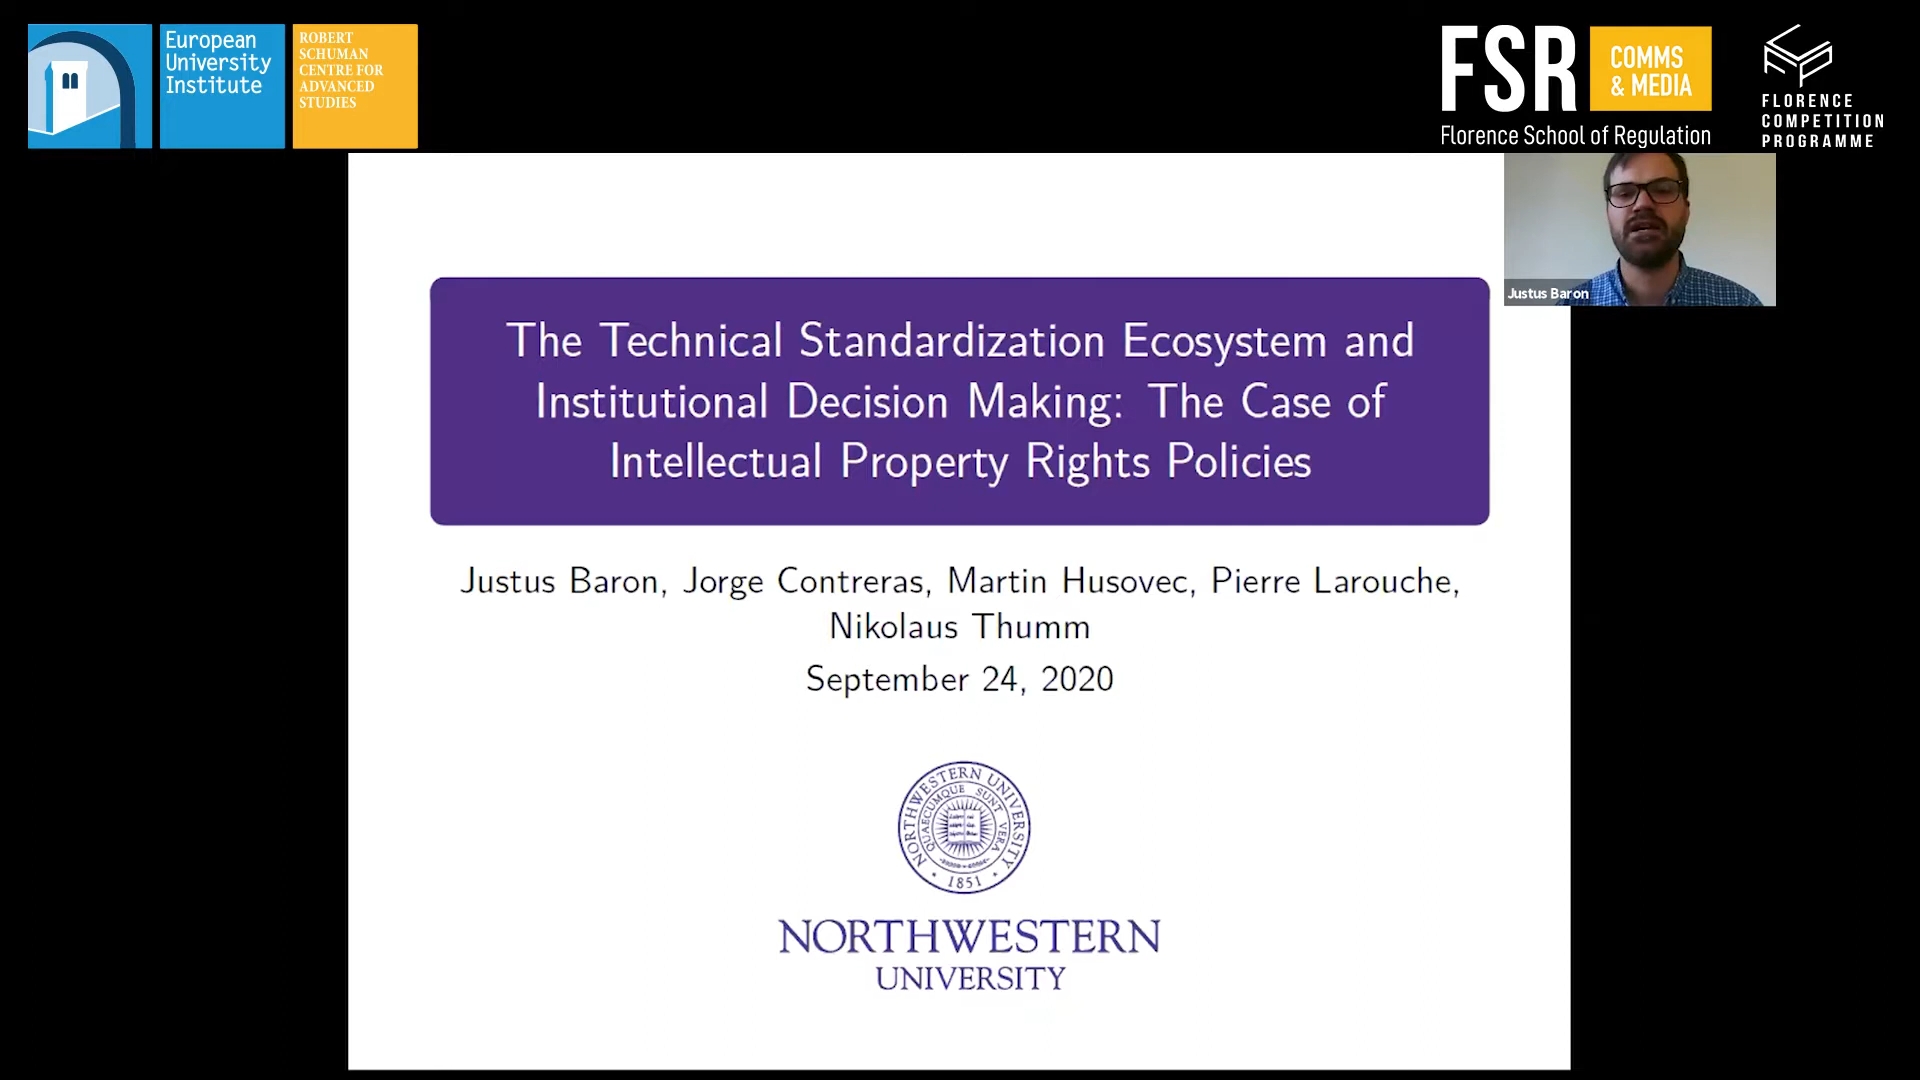 European
University
Institute
ROBERT
SCHUMAN
CENTRE FOR
ADVANCED
STUDIES
FSR
COMMS
& MEDIA
Florence School of Regulation
FLORENCE
COMPETITION
PROGRAMME
Justus Baron
The Technical Standardization Ecosystem and
Institutional Decision Making: The Case of
Intellectual Property Rights Policies
Justus Baron, Jorge Contreras, Martin Husovec, Pierre Larouche,
Nikolaus Thumm
September 24, 2020
NORTHWESTERN UNIVERSITY
QUAECUMQUE SUNT VERA
• 1851 •
NORTHWESTERN
UNIVERSITY